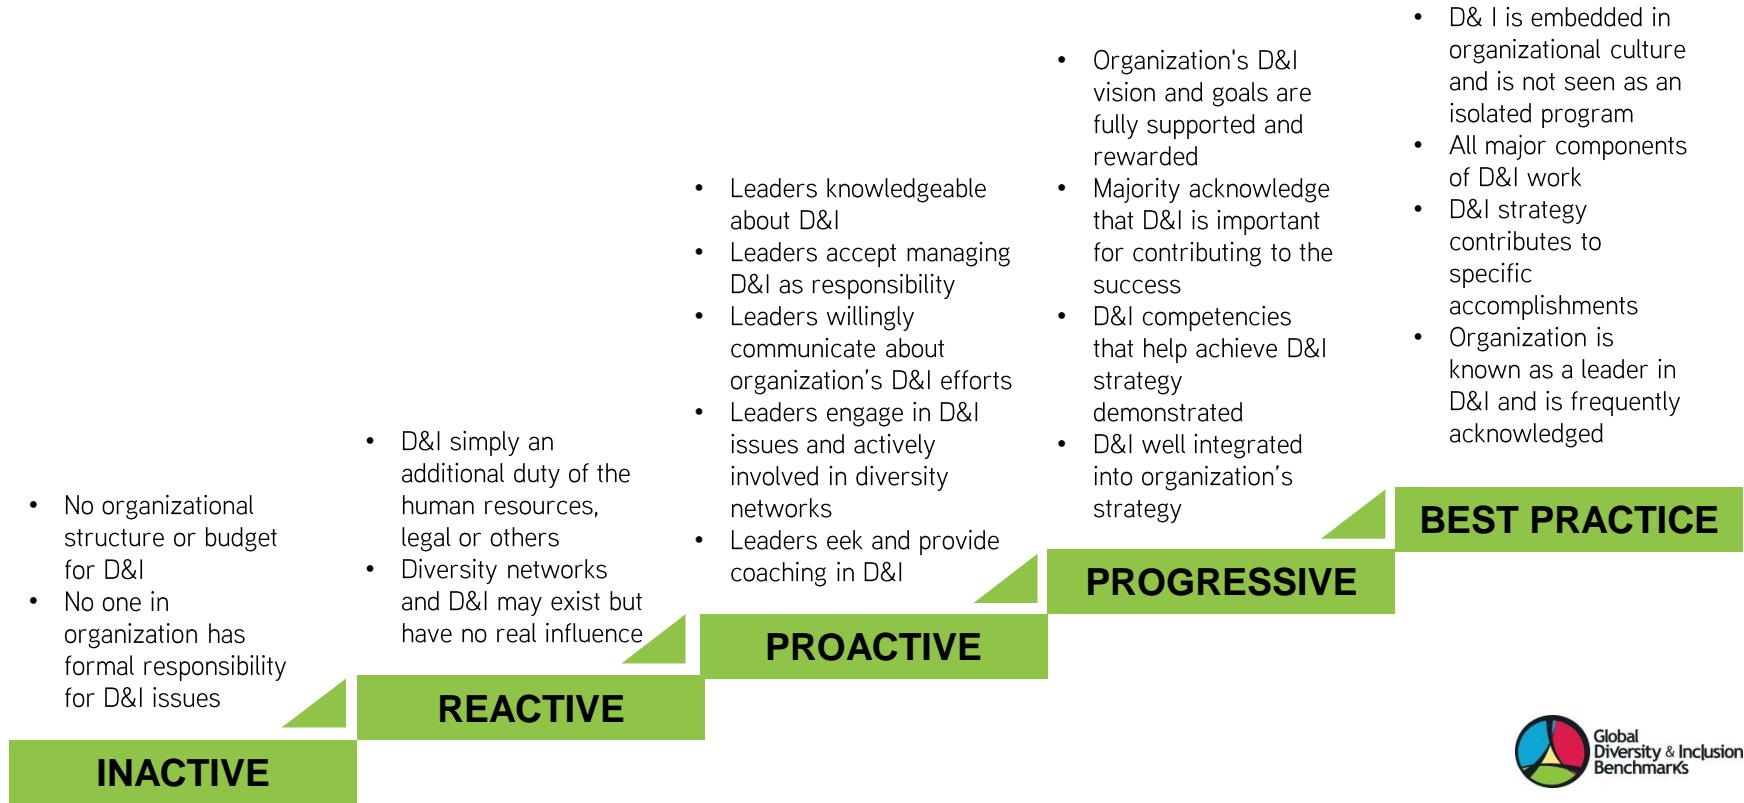 • No organizational
structure or budget
for D&I
• No one in
organization has
formal responsibility
for D&I issues
INACTIVE
• D&I simply an
additional duty of the
human resources,
legal or others
• Diversity networks
and D&I may exist but
have no real influence
REACTIVE
• Leaders knowledgeable
about D&I
• Leaders accept managing
D&I as responsibility
• Leaders willingly
communicate about
organization’s D&I efforts
• Leaders engage in D&I
issues and actively
involved in diversity
networks
• Leaders eek and provide
coaching in D&I
PROACTIVE
• Organization's D&I
vision and goals are
fully supported and
rewarded
• Majority acknowledge
that D&I is important
for contributing to the
success
• D&I competencies
that help achieve D&I
strategy
demonstrated
• D&I well integrated
into organization’s
strategy
PROGRESSIVE
• D& I is embedded in
organizational culture
and is not seen as an
isolated program
• All major components
of D&I work
• D&I strategy
contributes to
specific
accomplishments
• Organization is
known as a leader in
D&I and is frequently
acknowledged
BEST PRACTICE
Global
Diversity & Inclusion
Benchmarks